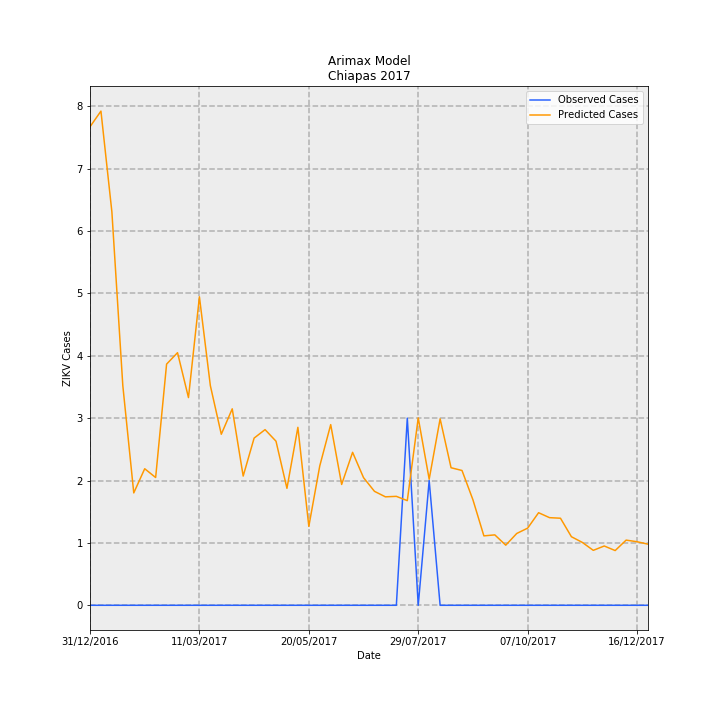 Arimax Model
Chiapas 2017
Observed Cases
Predicted Cases
8
7
6
5
4
3
2
1
0
ZIKV Cases
31/12/2016
11/03/2017
20/05/2017
29/07/2017
07/10/2017
16/12/2017
Date